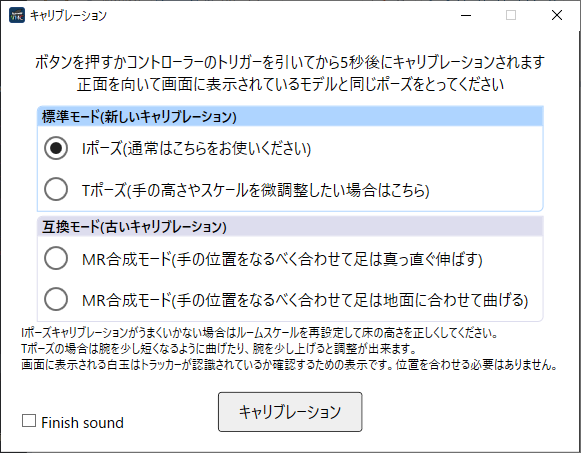 キャリブレーション
ボタンを押すかコントローラーのトリガーを引いてから5秒後にキャリブレーションされます
正面を向いて画面に表示されているモデルと同じポーズをとってください
標準モード(新しいキャリブレーション)
Iポーズ(通常はこちらをお使いください)
Tポーズ(手の高さやスケールを微調整したい場合はこちら)
互換モード(古いキャリブレーション)
MR合成モード(手の位置をなるべく合わせて足は真っ直ぐ伸ばす)
MR合成モード(手の位置をなるべく合わせて足は地面に合わせて曲げる)
Iポーズキャリブレーションがうまくいかない場合はルームスケールを再設定して床の高さを正しくしてください。
Tポーズの場合は腕を少し短くなるように曲げたり、腕を少し上げると調整が出来ます。
画面に表示される白玉はトラッカーが認識されているか確認するための表示です。位置を合わせる必要はありません。
キャリブレーション
Finish sound